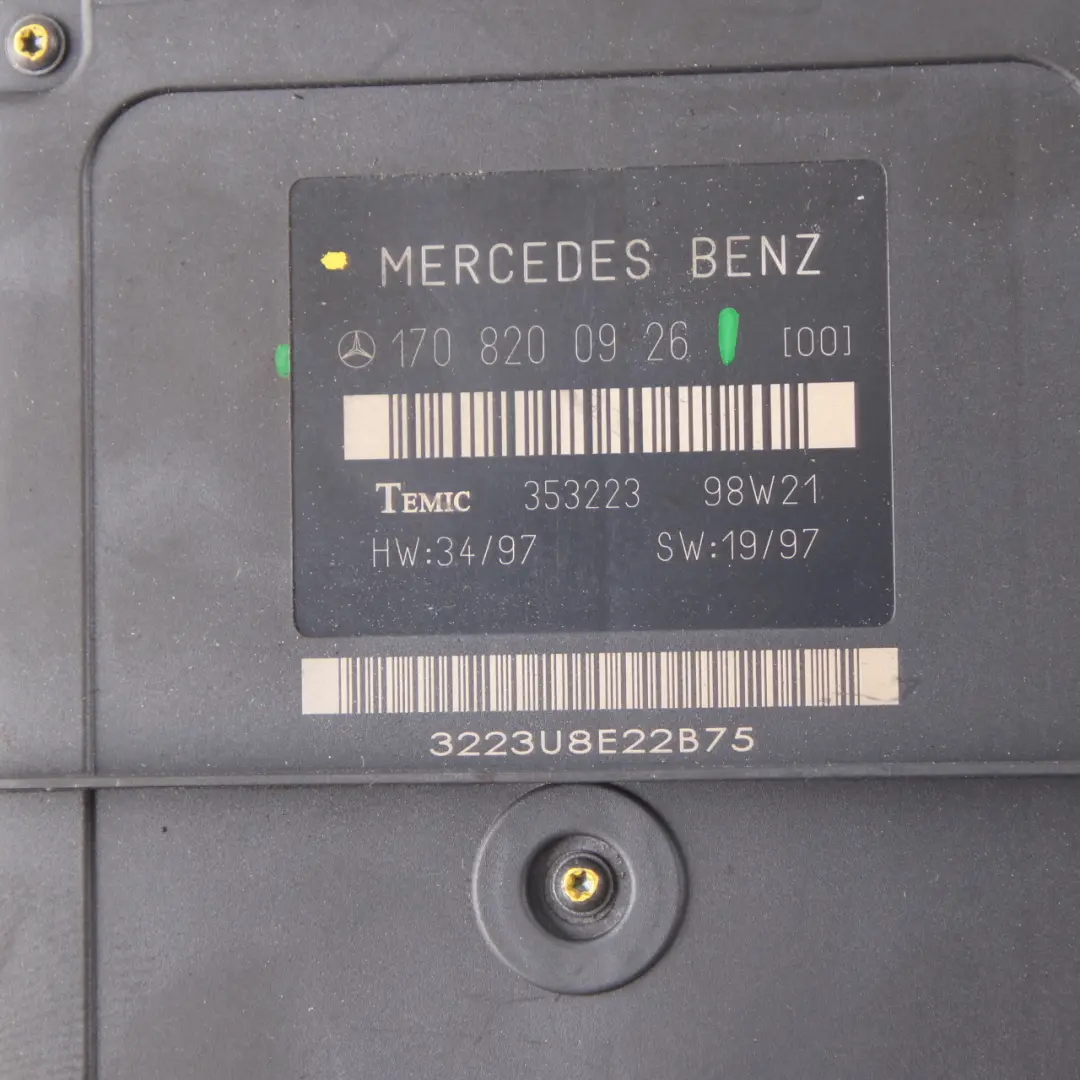 MERCEDES BENZ
170 820 09 26 [00]
TEMIC 353223 98W21
HW:34/97 SW:19/97
3223U8E22B75